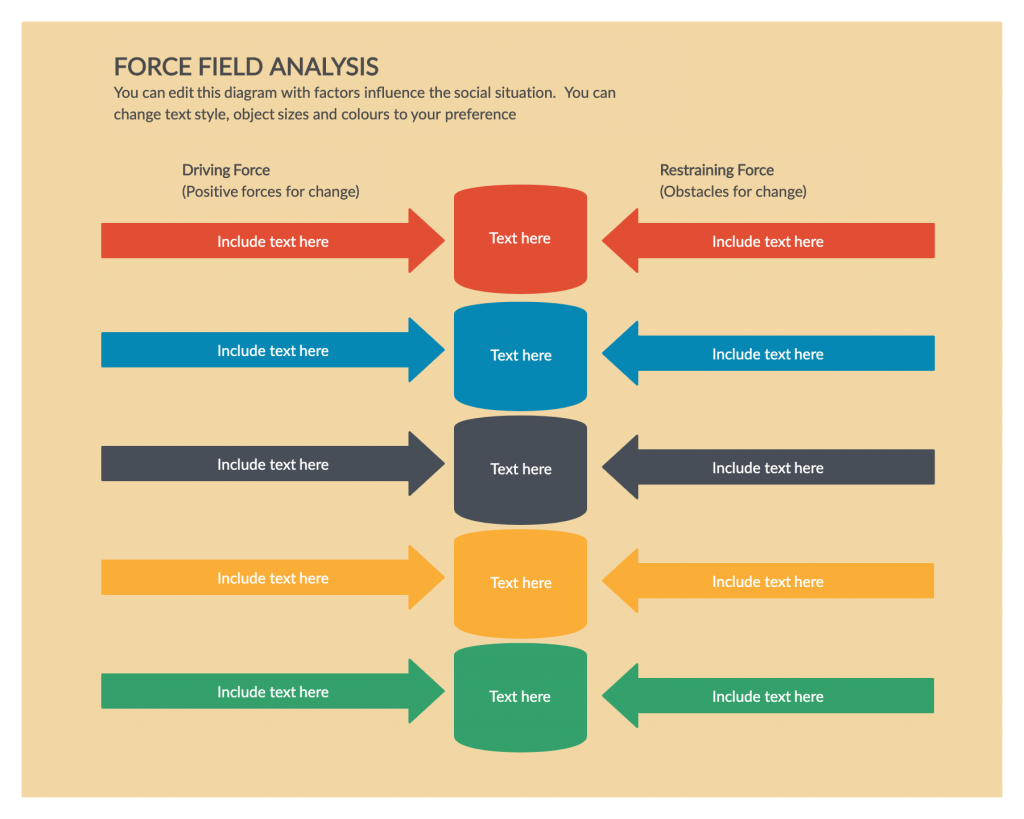 FORCE FIELD ANALYSIS
You can edit this diagram with factors influence the social situation.  You can
change text style, object sizes and colours to your preference
Driving Force
(Positive forces for change)
Restraining Force
(Obstacles for change)
Include text here
Text here
Include text here
Include text here
Text here
Include text here
Include text here
Text here
Include text here
Include text here
Text here
Include text here
Include text here
Text here
Include text here